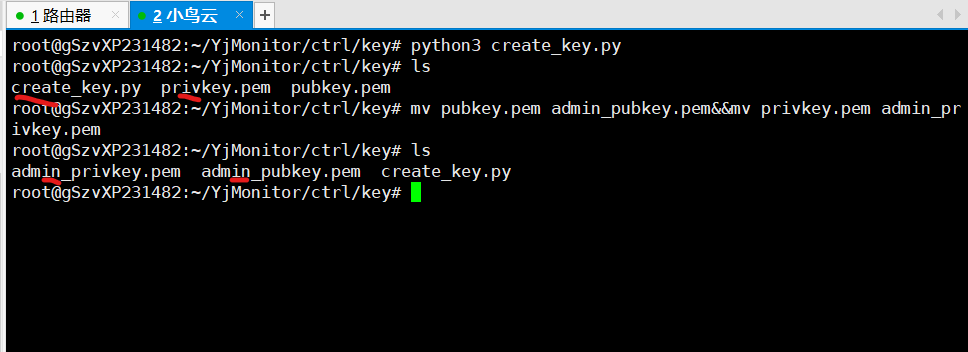 1 路由器
2 小鸟云
root@gSzvXP231482:~/YjMonitor/ctrl/key# python3 create_key.py
root@gSzvXP231482:~/YjMonitor/ctrl/key# ls
create_key.py  privkey.pem  pubkey.pem
root@gSzvXP231482:~/YjMonitor/ctrl/key# mv pubkey.pem admin_pubkey.pem&&mv privkey.pem admin_pr
ivkey.pem
root@gSzvXP231482:~/YjMonitor/ctrl/key# ls
admin_privkey.pem  admin_pubkey.pem  create_key.py
root@gSzvXP231482:~/YjMonitor/ctrl/key#